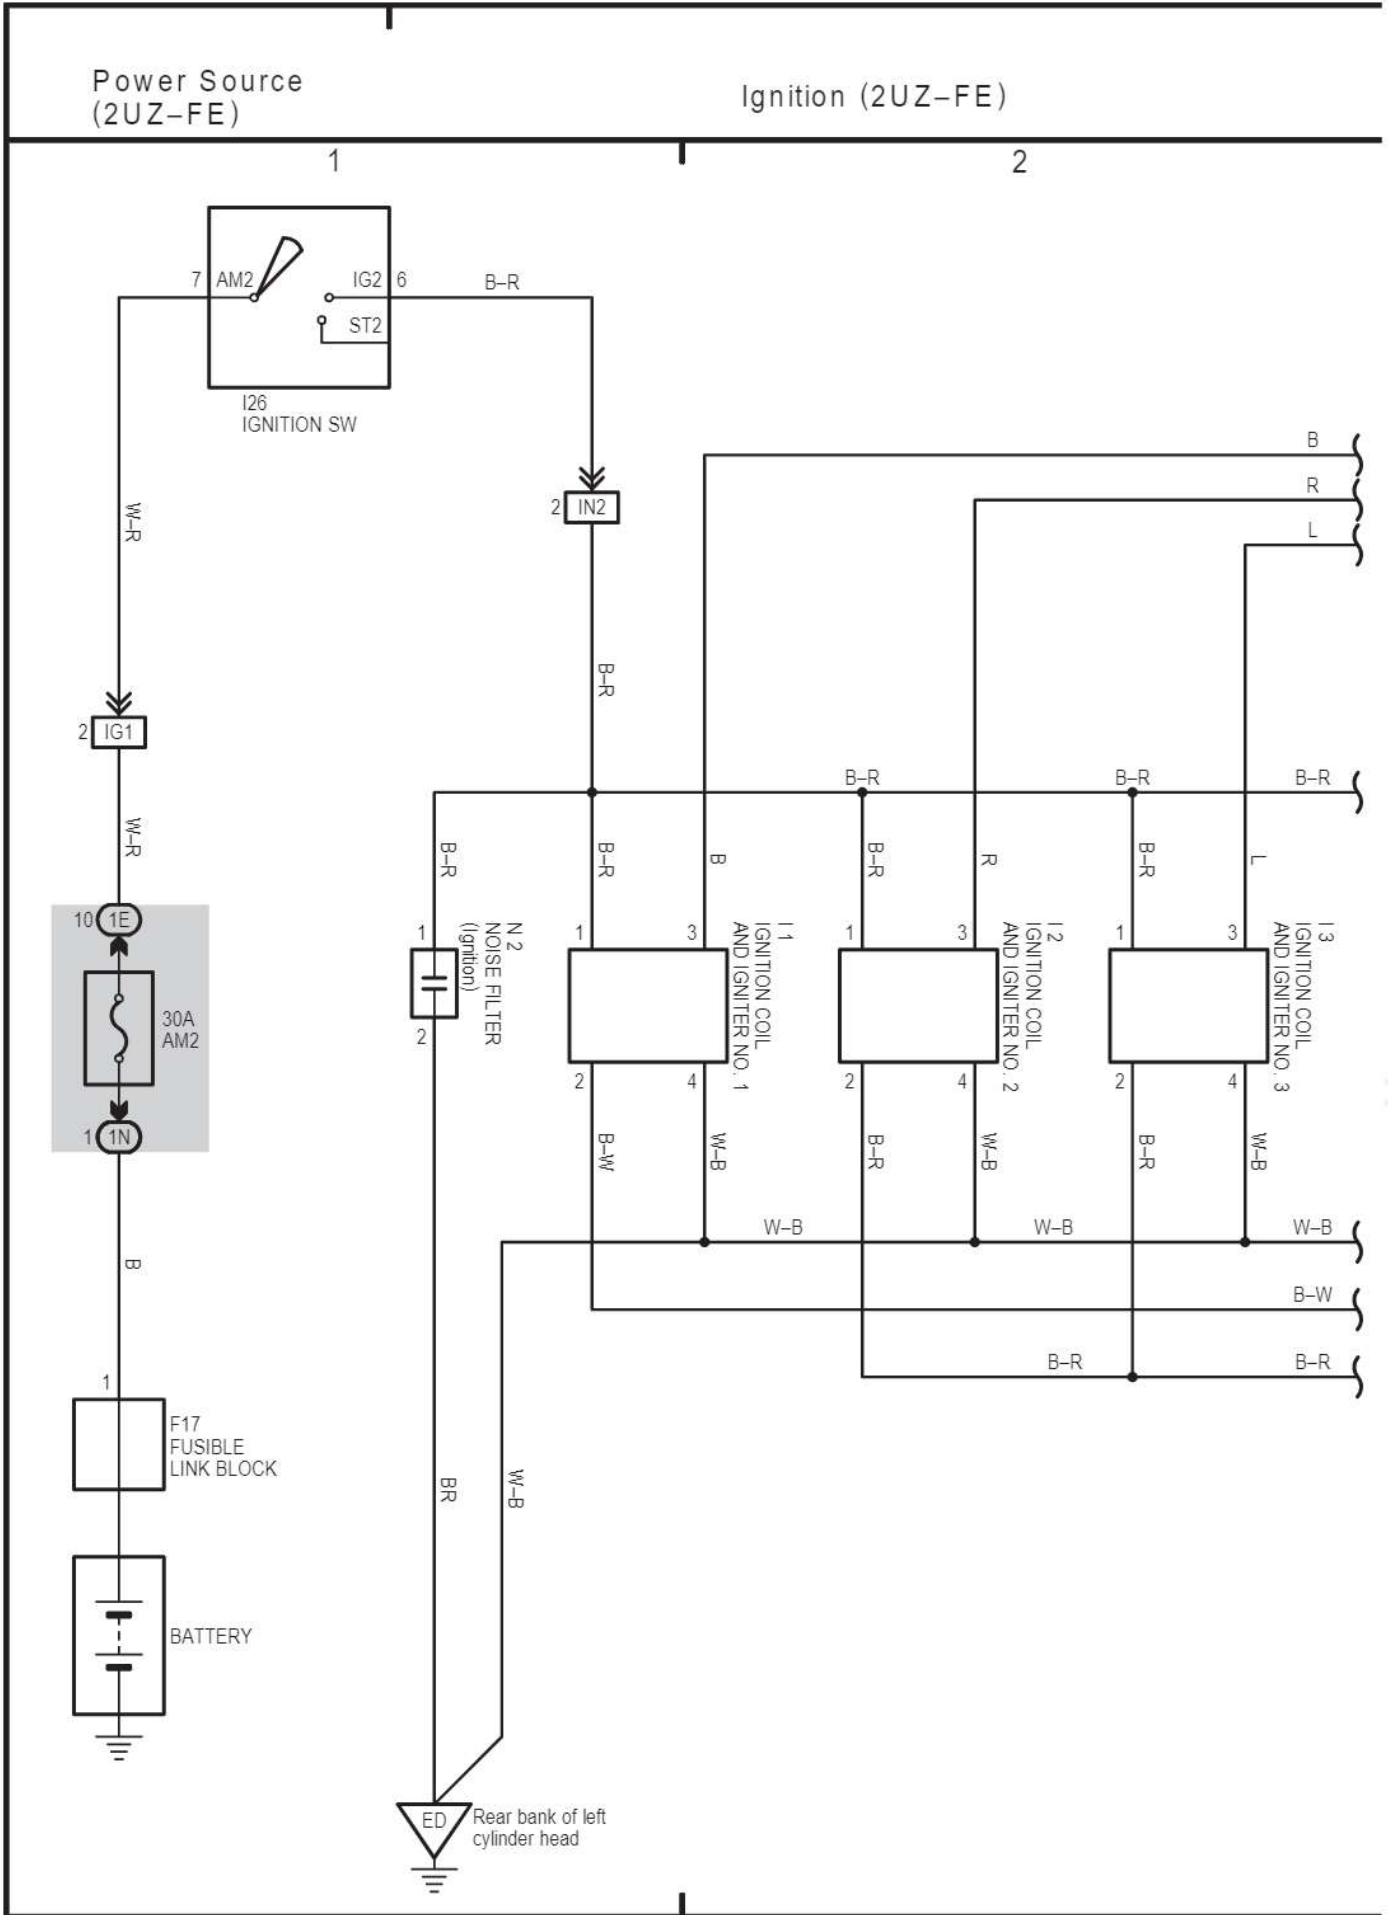 Power Source
(2UZ–FE)
Ignition (2UZ–FE)
1
2
7
AM2
IG2
6
ST2
B–R
I26
IGNITION SW
B
R
L
W–R
2
IN2
B–R
2
IG1
B–R
B–R
B–R
W–R
B–R
B–R
B
B–R
R
B–R
L
10
1E
30A
AM2
1
1N
1
2
N 2
NOISE FILTER
(Ignition)
1
3
2
4
I 1
IGNITION COIL
AND IGNITER NO. 1
1
3
2
4
I 2
IGNITION COIL
AND IGNITER NO. 2
1
3
2
4
I 3
IGNITION COIL
AND IGNITER NO. 3
B–W
W–B
B–R
W–B
B–R
W–B
W–B
W–B
W–B
B
B–W
B–R
B–R
1
F17
FUSIBLE
LINK BLOCK
BR
W–B
BATTERY
ED
Rear bank of left
cylinder head